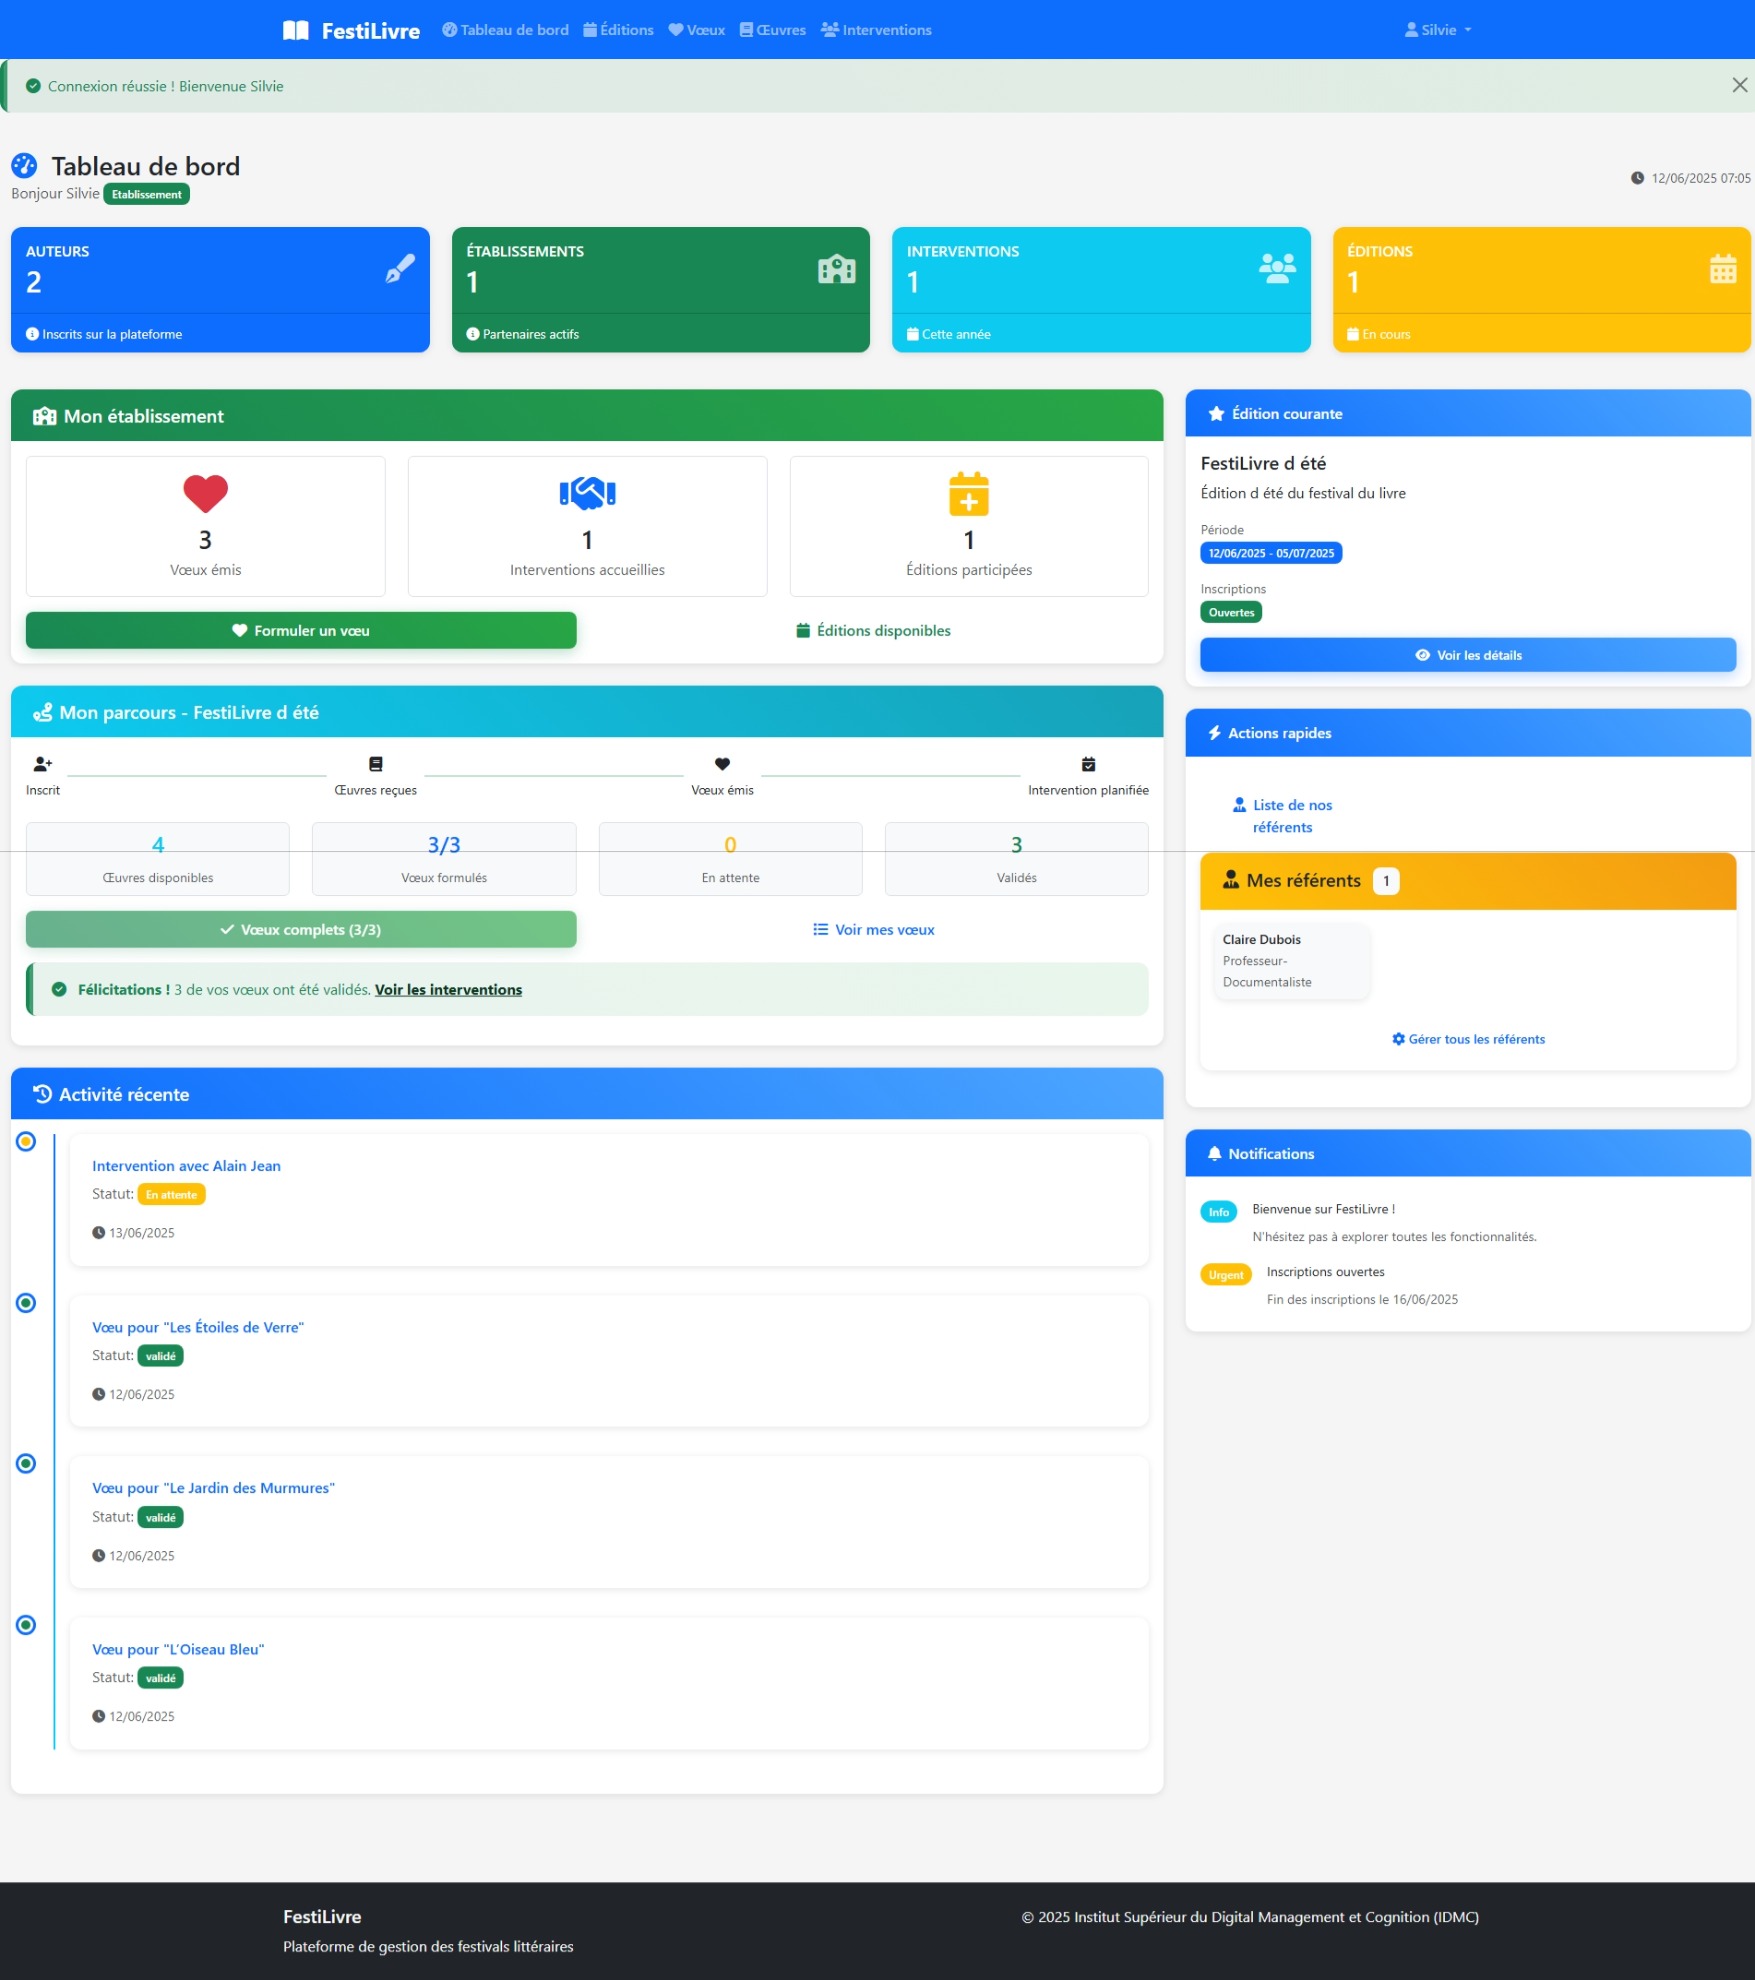 FestiLivre
Tableau de bord
Éditions
Vœux
Œuvres
Interventions
Silvie
Connexion réussie ! Bienvenue Silvie
Tableau de bord
Bonjour Silvie Etablissement
12/06/2025 07:05
AUTEURS
2
Inscrits sur la plateforme
ÉTABLISSEMENTS
1
Partenaires actifs
INTERVENTIONS
1
Cette année
ÉDITIONS
1
En cours
Mon établissement
3
Vœux émis
1
Interventions accueillies
1
Éditions participées
Formuler un vœu
Éditions disponibles
Mon parcours - FestiLivre d été
Inscrit
Œuvres reçues
Vœux émis
Intervention planifiée
4
Œuvres disponibles
3/3
Vœux formulés
0
En attente
3
Validés
Vœux complets (3/3)
Voir mes vœux
Félicitations ! 3 de vos vœux ont été validés. Voir les interventions
Activité récente
Intervention avec Alain Jean
Statut: En attente
13/06/2025
Vœu pour "Les Étoiles de Verre"
Statut: validé
12/06/2025
Vœu pour "Le Jardin des Murmures"
Statut: validé
12/06/2025
Vœu pour "L'Oiseau Bleu"
Statut: validé
12/06/2025
Édition courante
FestiLivre d été
Édition d été du festival du livre
Période
12/06/2025 - 05/07/2025
Inscriptions
Ouvertes
Voir les détails
Actions rapides
Liste de nos
référents
Mes référents 1
Claire Dubois
Professeur-
Documentaliste
Gérer tous les référents
Notifications
Info
Bienvenue sur FestiLivre !
N'hésitez pas à explorer toutes les fonctionnalités.
Urgent
Inscriptions ouvertes
Fin des inscriptions le 16/06/2025
FestiLivre
Plateforme de gestion des festivals littéraires
© 2025 Institut Supérieur du Digital Management et Cognition (IDMC)